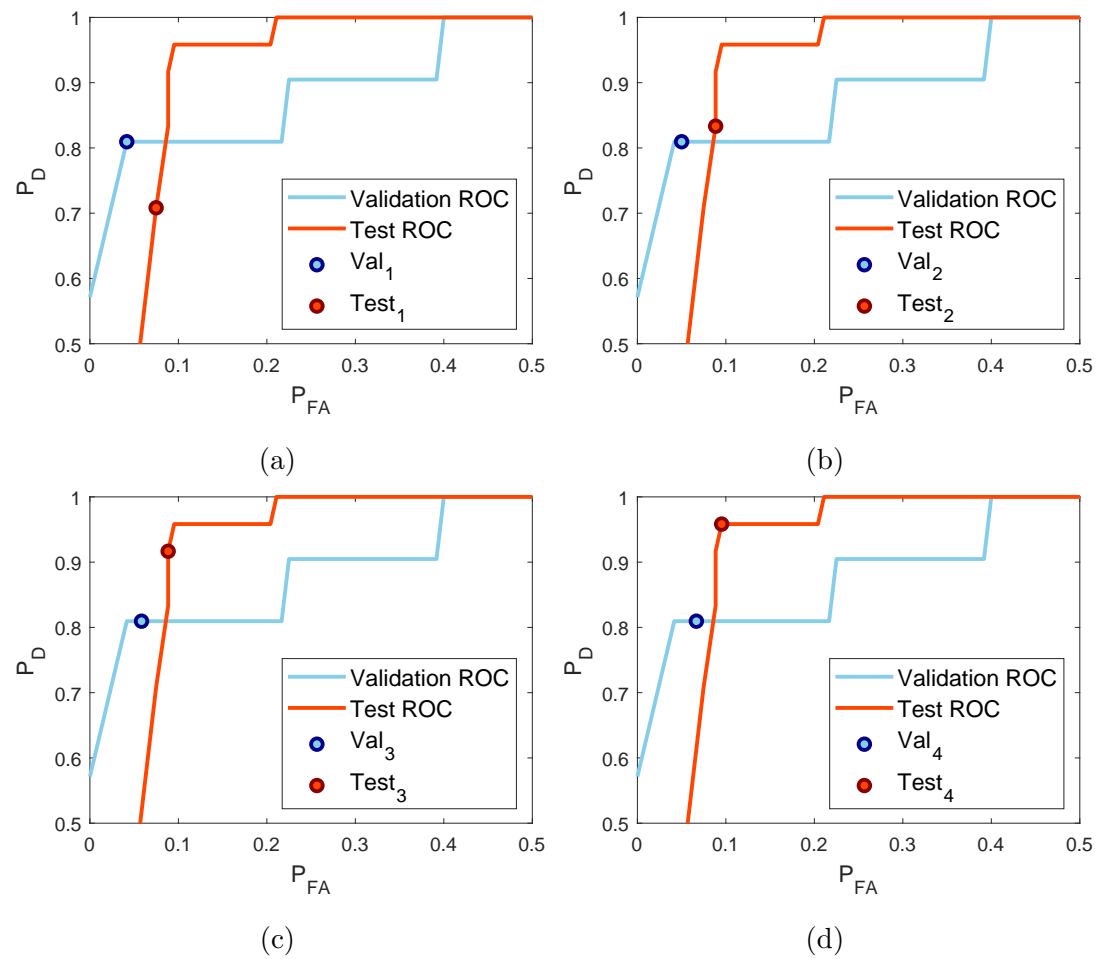 1
0.9
0.8
0.7
0.6
0.5
P_D
0 0.1 0.2 0.3 0.4 0.5
P_FA
Validation ROC
Test ROC
Val_1
Test_1
(a)
1
0.9
0.8
0.7
0.6
0.5
P_D
0 0.1 0.2 0.3 0.4 0.5
P_FA
Validation ROC
Test ROC
Val_2
Test_2
(b)
1
0.9
0.8
0.7
0.6
0.5
P_D
0 0.1 0.2 0.3 0.4 0.5
P_FA
Validation ROC
Test ROC
Val_3
Test_3
(c)
1
0.9
0.8
0.7
0.6
0.5
P_D
0 0.1 0.2 0.3 0.4 0.5
P_FA
Validation ROC
Test ROC
Val_4
Test_4
(d)